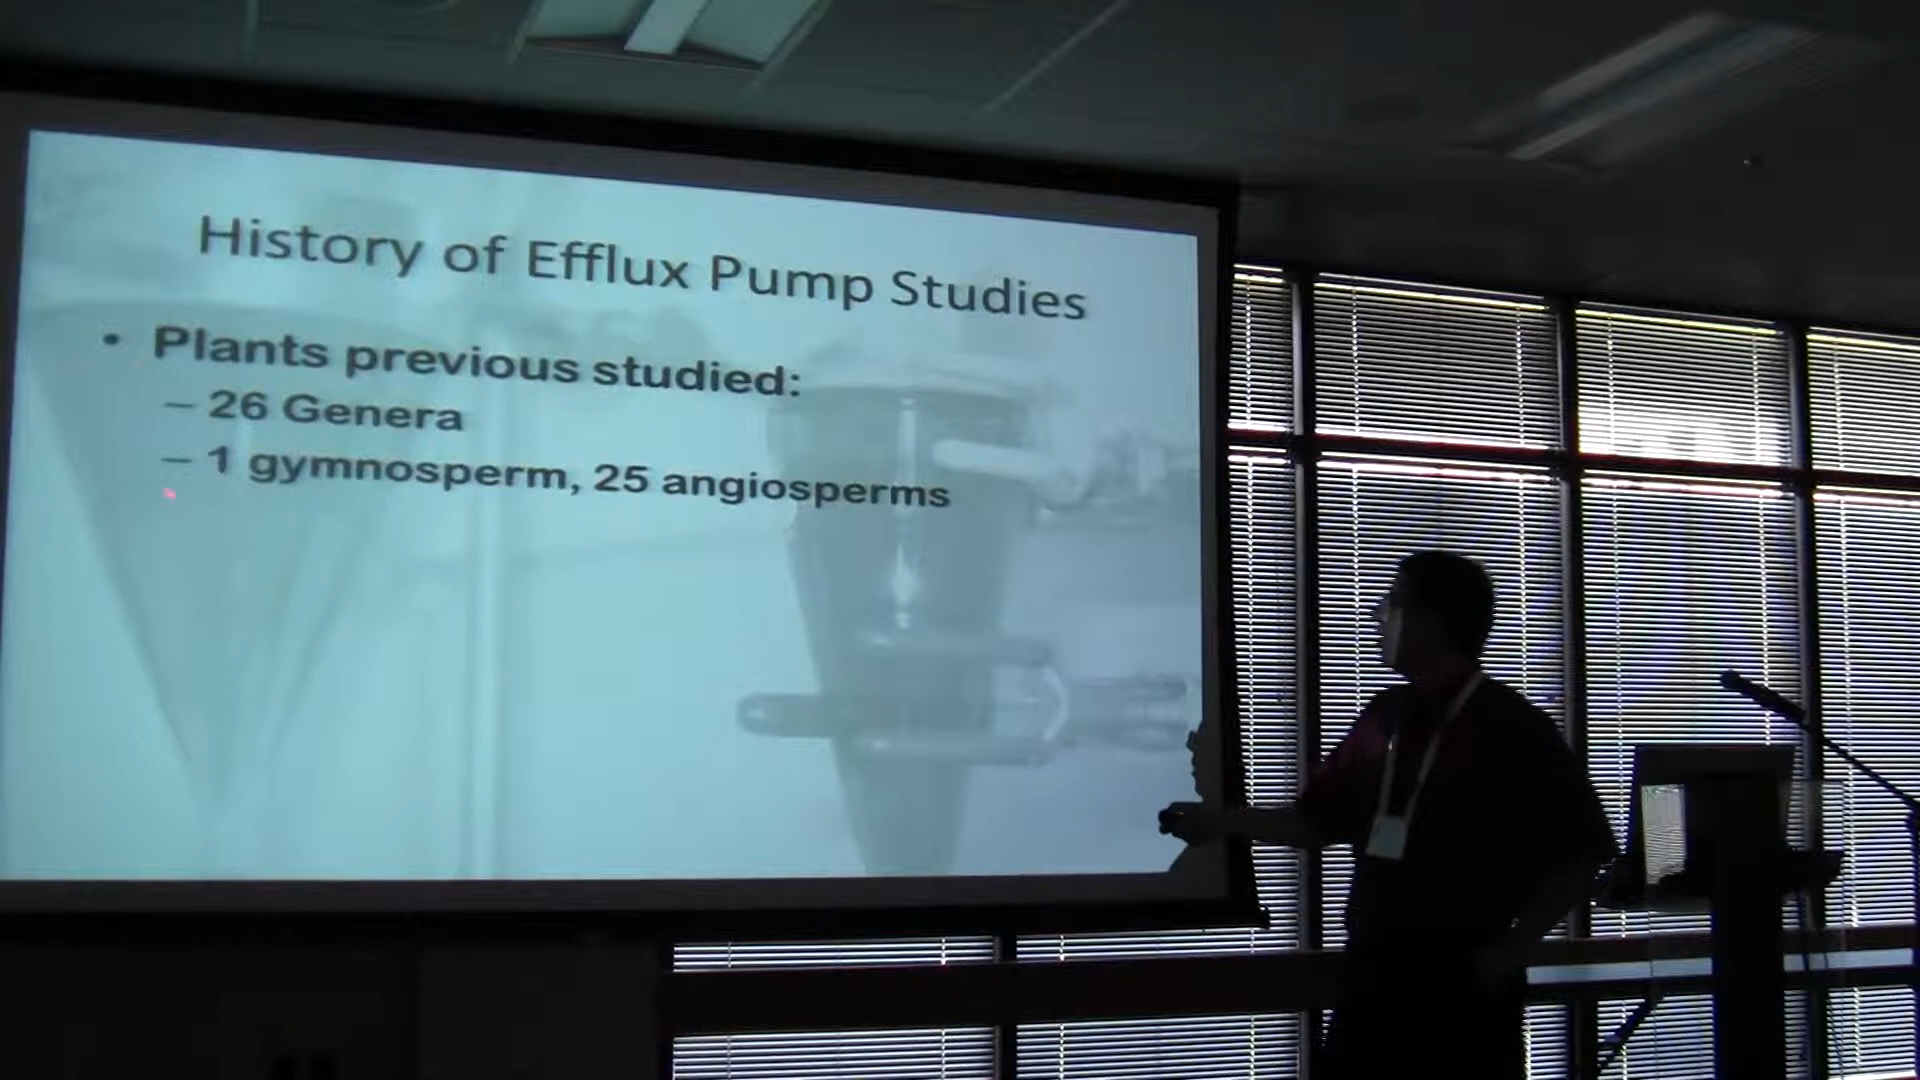 History of Efflux Pump Studies
• Plants previous studied:
– 26 Genera
– 1 gymnosperm, 25 angiosperms